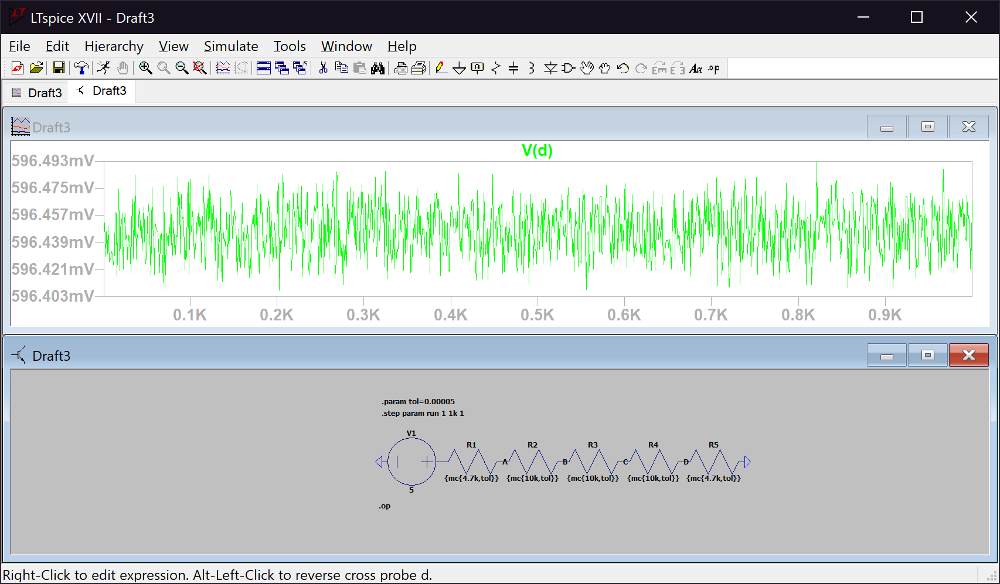 LTspice XVII - Draft3
File Edit Hierarchy View Simulate Tools Window Help
A Aa .op
Draft3 Draft3
Draft3
V(d)
596.493mV
596.475mV
596.457mV
596.439mV
596.421mV
596.403mV
0.1K 0.2K 0.3K 0.4K 0.5K 0.6K 0.7K 0.8K 0.9K
Draft3
.param tol=0.00005
.step param run 1 1k 1
V1
R1 R2 R3 R4 R5
A B C D
{mc{4.7k,tol}} {mc{10k,tol}} {mc{10k,tol}} {mc{10k,tol}} {mc{4.7k,tol}}
5
.op
Right-Click to edit expression. Alt-Left-Click to reverse cross probe d.